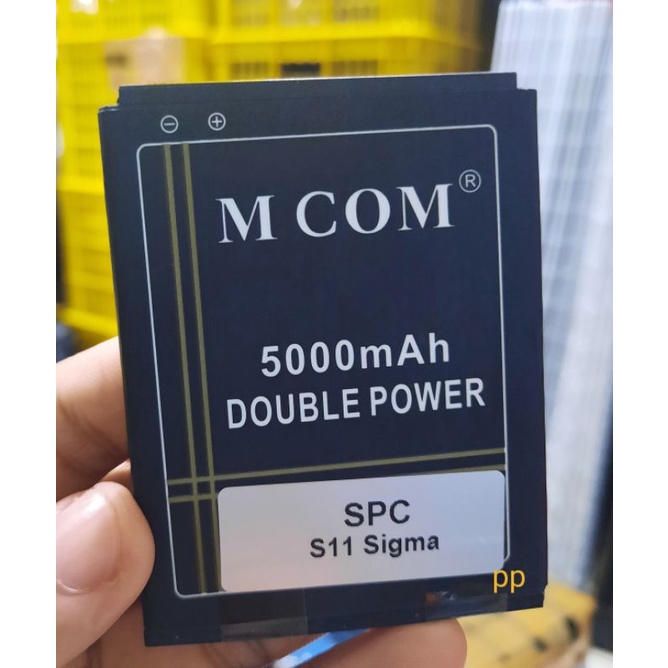 ⊖ ⊕
M COM®
5000mAh
DOUBLE POWER
SPC
S11 Sigma
pp